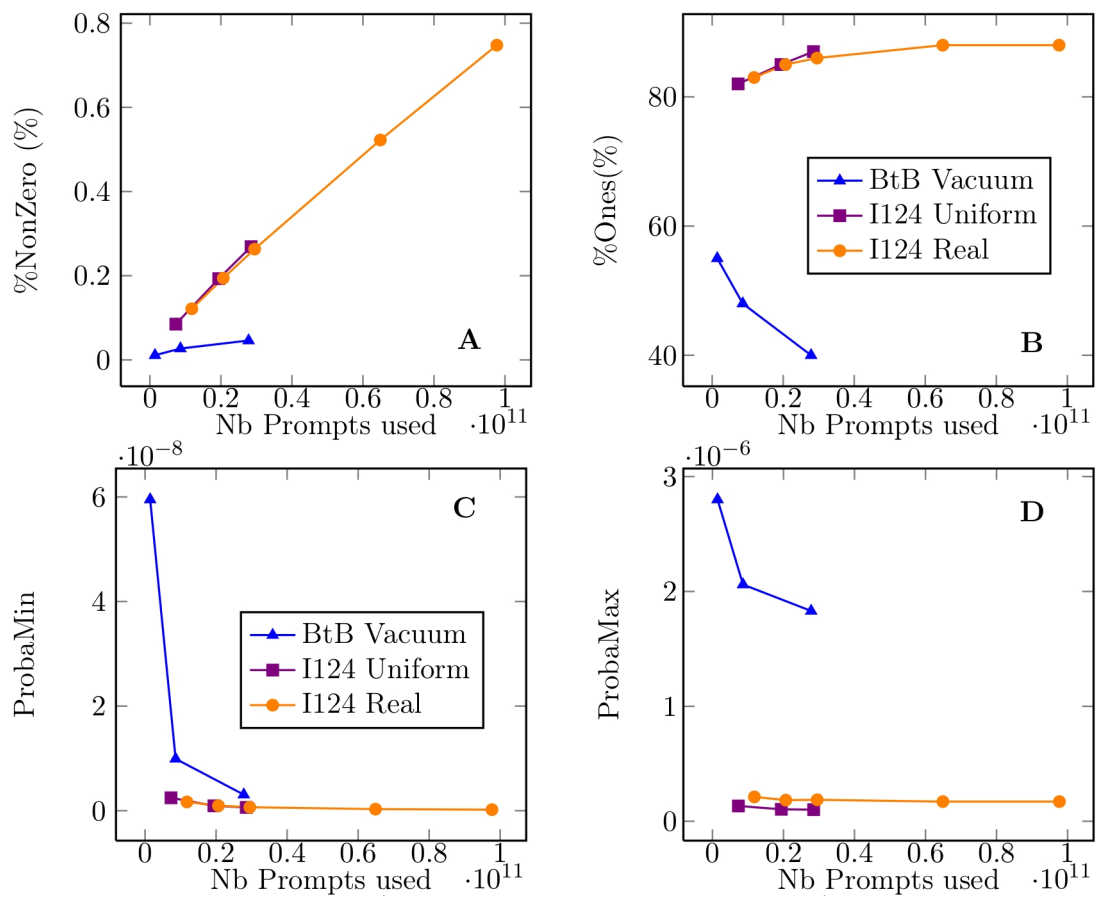 0.8
0.6
0.4
0.2
0
%NonZero (%)
A
0 0.2 0.4 0.6 0.8 1
Nb Prompts used ·10^11
80
60
40
%Ones(%)
BtB Vacuum
I124 Uniform
I124 Real
B
0 0.2 0.4 0.6 0.8 1
Nb Prompts used ·10^11
·10^−8
6
4
2
0
ProbaMin
C
BtB Vacuum
I124 Uniform
I124 Real
0 0.2 0.4 0.6 0.8 1
Nb Prompts used ·10^11
·10^−6
3
2
1
0
ProbaMax
D
0 0.2 0.4 0.6 0.8 1
Nb Prompts used ·10^11